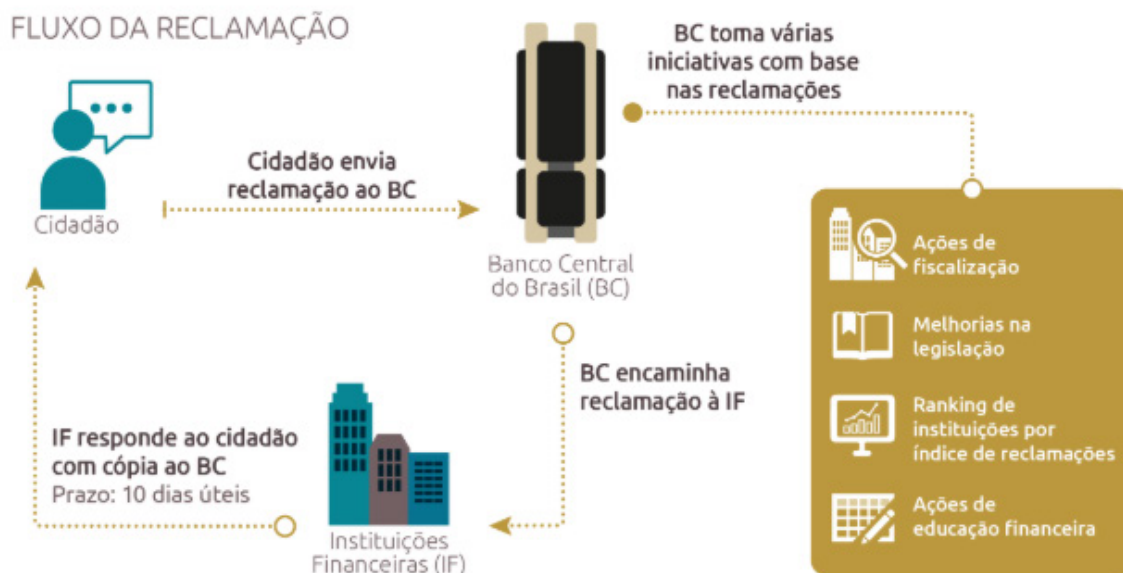 FLUXO DA RECLAMAÇÃO
Cidadão
Cidadão envia
reclamação ao BC
Banco Central
do Brasil (BC)
BC toma várias
iniciativas com base
nas reclamações
Ações de
fiscalização
Melhorias na
legislação
Ranking de
instituições por
índice de reclamações
Ações de
educação financeira
BC encaminha
reclamação à IF
Instituições
Financeiras (IF)
IF responde ao cidadão
com cópia ao BC
Prazo: 10 dias úteis